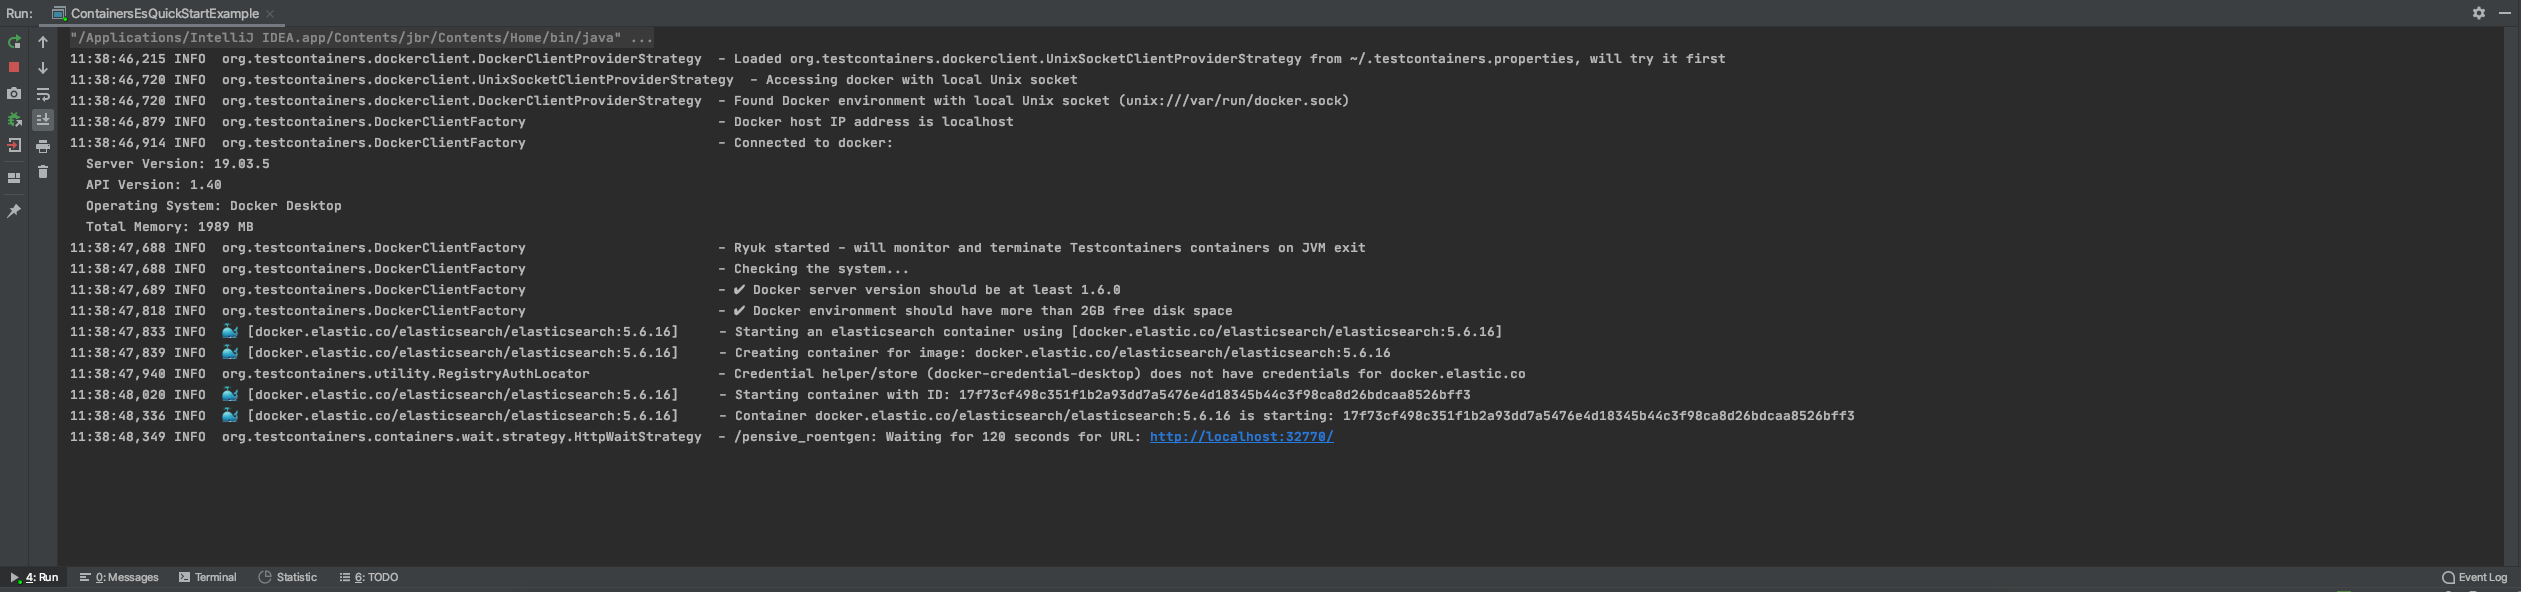 Run: ContainersEsQuickStartExample
"/Applications/IntelliJ IDEA.app/Contents/jbr/Contents/Home/bin/java" ...
11:38:46,215 INFO  org.testcontainers.dockerclient.DockerClientProviderStrategy  - Loaded org.testcontainers.dockerclient.UnixSocketClientProviderStrategy from ~/.testcontainers.properties, will try it first
11:38:46,720 INFO  org.testcontainers.dockerclient.UnixSocketClientProviderStrategy  - Accessing docker with local Unix socket
11:38:46,720 INFO  org.testcontainers.dockerclient.DockerClientProviderStrategy  - Found Docker environment with local Unix socket (unix:///var/run/docker.sock)
11:38:46,879 INFO  org.testcontainers.DockerClientFactory  - Docker host IP address is localhost
11:38:46,914 INFO  org.testcontainers.DockerClientFactory  - Connected to docker:
Server Version: 19.03.5
API Version: 1.40
Operating System: Docker Desktop
Total Memory: 1989 MB
11:38:47,688 INFO  org.testcontainers.DockerClientFactory  - Ryuk started - will monitor and terminate Testcontainers containers on JVM exit
11:38:47,688 INFO  org.testcontainers.DockerClientFactory  - Checking the system...
11:38:47,689 INFO  org.testcontainers.DockerClientFactory  - ✔ Docker server version should be at least 1.6.0
11:38:47,818 INFO  org.testcontainers.DockerClientFactory  - ✔ Docker environment should have more than 2GB free disk space
11:38:47,833 INFO  🐳 [docker.elastic.co/elasticsearch/elasticsearch:5.6.16]  - Starting an elasticsearch container using [docker.elastic.co/elasticsearch/elasticsearch:5.6.16]
11:38:47,839 INFO  🐳 [docker.elastic.co/elasticsearch/elasticsearch:5.6.16]  - Creating container for image: docker.elastic.co/elasticsearch/elasticsearch:5.6.16
11:38:47,940 INFO  org.testcontainers.utility.RegistryAuthLocator  - Credential helper/store (docker-credential-desktop) does not have credentials for docker.elastic.co
11:38:48,020 INFO  🐳 [docker.elastic.co/elasticsearch/elasticsearch:5.6.16]  - Starting container with ID: 17f73cf498c351f1b2a93dd7a5476e4d18345b44c3f98ca8d26bdcaa8526bff3
11:38:48,336 INFO  🐳 [docker.elastic.co/elasticsearch/elasticsearch:5.6.16]  - Container docker.elastic.co/elasticsearch/elasticsearch:5.6.16 is starting: 17f73cf498c351f1b2a93dd7a5476e4d18345b44c3f98ca8d26bdcaa8526bff3
11:38:48,349 INFO  org.testcontainers.containers.wait.strategy.HttpWaitStrategy  - /pensive_roentgen: Waiting for 120 seconds for URL: http://localhost:32770/
4: Run 0: Messages Terminal Statistic 6: TODO Event Log